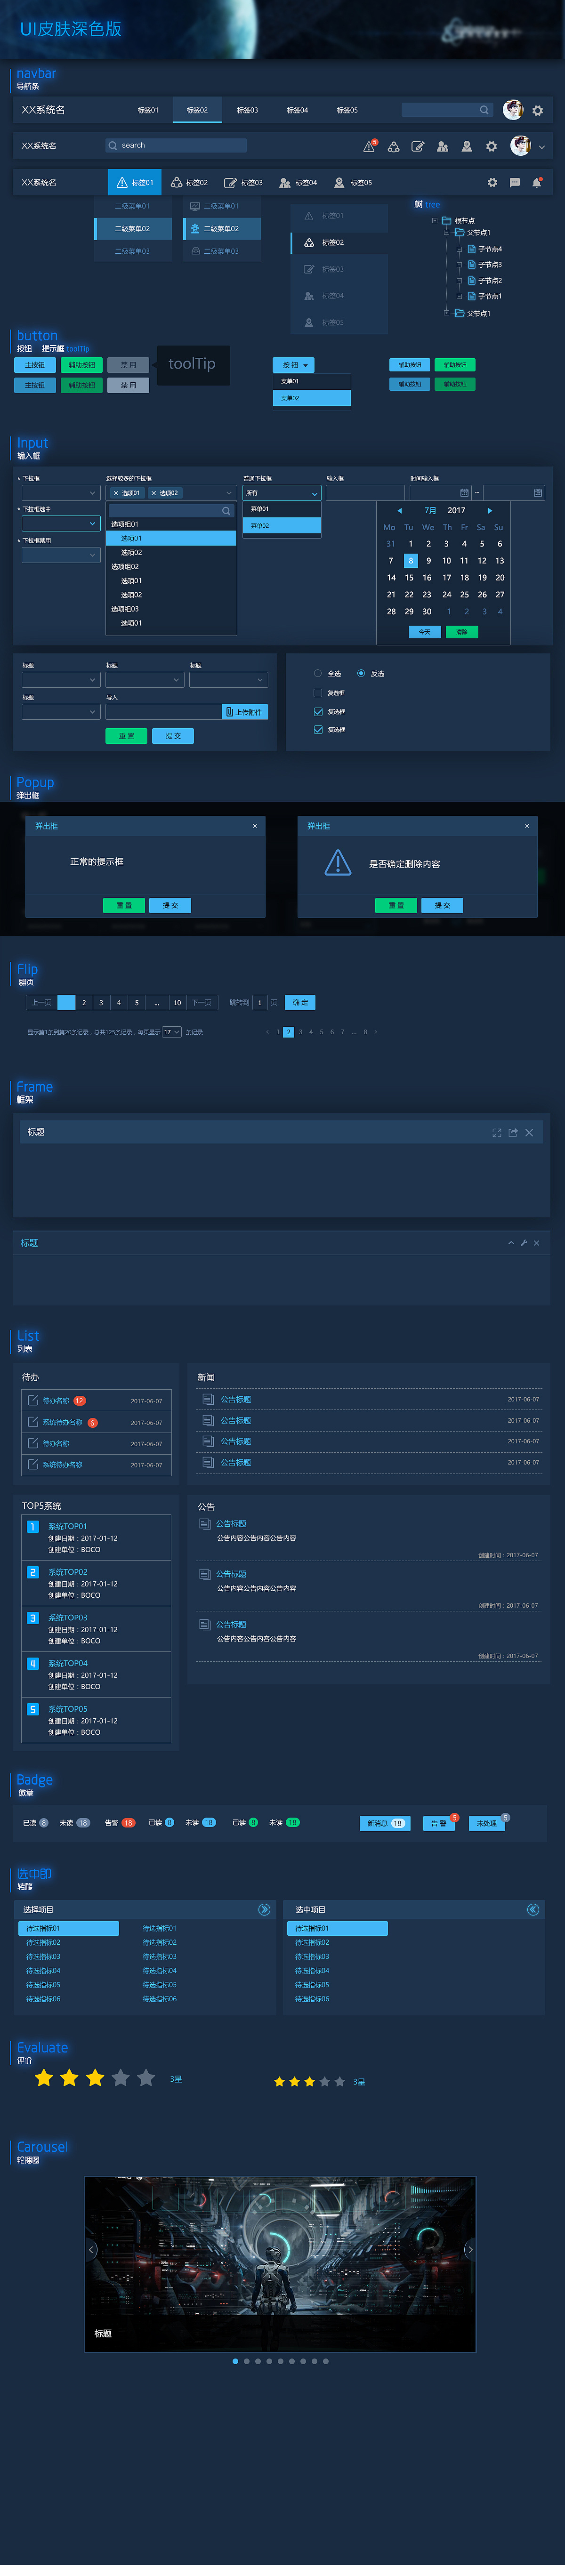 UI皮肤深色版
navbar
导航条
XX系统名 标签01 标签02 标签03 标签04 标签05
XX系统名 search 6
XX系统名 标签01 标签02 标签03 标签04 标签05
二级菜单01 二级菜单01
二级菜单02 二级菜单02
二级菜单03 二级菜单03
标签01
标签02
标签03
标签04
标签05
树 tree
根节点
父节点1
子节点4
子节点3
子节点2
子节点1
父节点1
button
按钮 提示框 toolTip
主按钮 辅助按钮 禁 用 toolTip 按 钮 辅助按钮 辅助按钮
主按钮 辅助按钮 禁 用 菜单01 辅助按钮 辅助按钮
菜单02
Input
输入框
下拉框 选择较多的下拉框 普通下拉框 输入框 时间输入框
选项01 选项02 所有 --
下拉框选中
下拉框禁用
选项组01
选项01
选项02
选项组02
选项01
选项02
选项组03
选项01
菜单01
菜单02
7月 2017
Mo Tu We Th Fr Sa Su
31 1 2 3 4 5 6
7 8 9 10 11 12 13
14 15 16 17 18 19 20
21 22 23 24 25 26 27
28 29 30 1 2 3 4
今天 清除
标题 标题 标题
标题 导入
上传附件
重 置 提 交
全选 反选
复选框
复选框
复选框
Popup
弹出框
弹出框
正常的提示框
重 置 提 交
弹出框
是否确定删除内容
重 置 提 交
Flip
翻页
上一页 2 3 4 5 ... 10 下一页 跳转到 1 页 确 定
显示第1条到第20条记录，总共125条记录，每页显示 17 条记录
1 2 3 4 5 6 7 ... 8
Frame
框架
标题
标题
List
列表
待办
待办名称 12 2017-06-07
系统待办名称 6 2017-06-07
待办名称 2017-06-07
系统待办名称 2017-06-07
新闻
公告标题 2017-06-07
公告标题 2017-06-07
公告标题 2017-06-07
公告标题 2017-06-07
TOP5系统
1 系统TOP01
创建日期：2017-01-12
创建单位：BOCO
2 系统TOP02
创建日期：2017-01-12
创建单位：BOCO
3 系统TOP03
创建日期：2017-01-12
创建单位：BOCO
4 系统TOP04
创建日期：2017-01-12
创建单位：BOCO
5 系统TOP05
创建日期：2017-01-12
创建单位：BOCO
公告
公告标题
公告内容公告内容公告内容
创建时间：2017-06-07
公告标题
公告内容公告内容公告内容
创建时间：2017-06-07
公告标题
公告内容公告内容公告内容
创建时间：2017-06-07
Badge
徽章
已读 8 未读 18 告警 18 已读 8 未读 18 已读 8 未读 18 新消息 18 告 警 5 未处理 5
选中即
转移
选择项目
待选指标01 待选指标01
待选指标02 待选指标02
待选指标03 待选指标03
待选指标04 待选指标04
待选指标05 待选指标05
待选指标06 待选指标06
选中项目
待选指标01
待选指标02
待选指标03
待选指标04
待选指标05
待选指标06
Evaluate
评价
3星 3星
Carousel
轮播图
标题